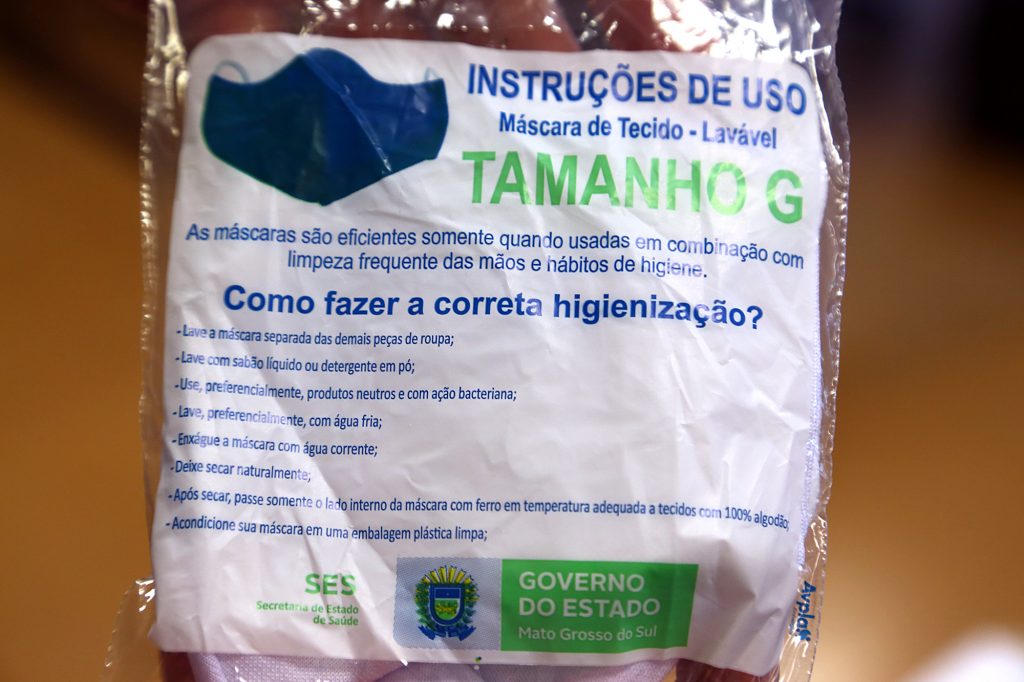 INSTRUÇÕES DE USO
Máscara de Tecido - Lavável
TAMANHO G
As máscaras são eficientes somente quando usadas em combinação com
limpeza frequente das mãos e hábitos de higiene.
Como fazer a correta higienização?
- Lave a máscara separada das demais peças de roupa;
- Lave com sabão líquido ou detergente em pó;
- Use, preferencialmente, produtos neutros e com ação bacteriana;
- Lave, preferencialmente, com água fria;
- Enxágue a máscara com água corrente;
- Deixe secar naturalmente;
- Após secar, passe somente o lado interno da máscara com ferro em temperatura adequada a tecidos com 100% algodão;
- Acondicione sua máscara em uma embalagem plástica limpa;
SES
Secretaria de Estado
de Saúde
GOVERNO
DO ESTADO
Mato Grosso do Sul